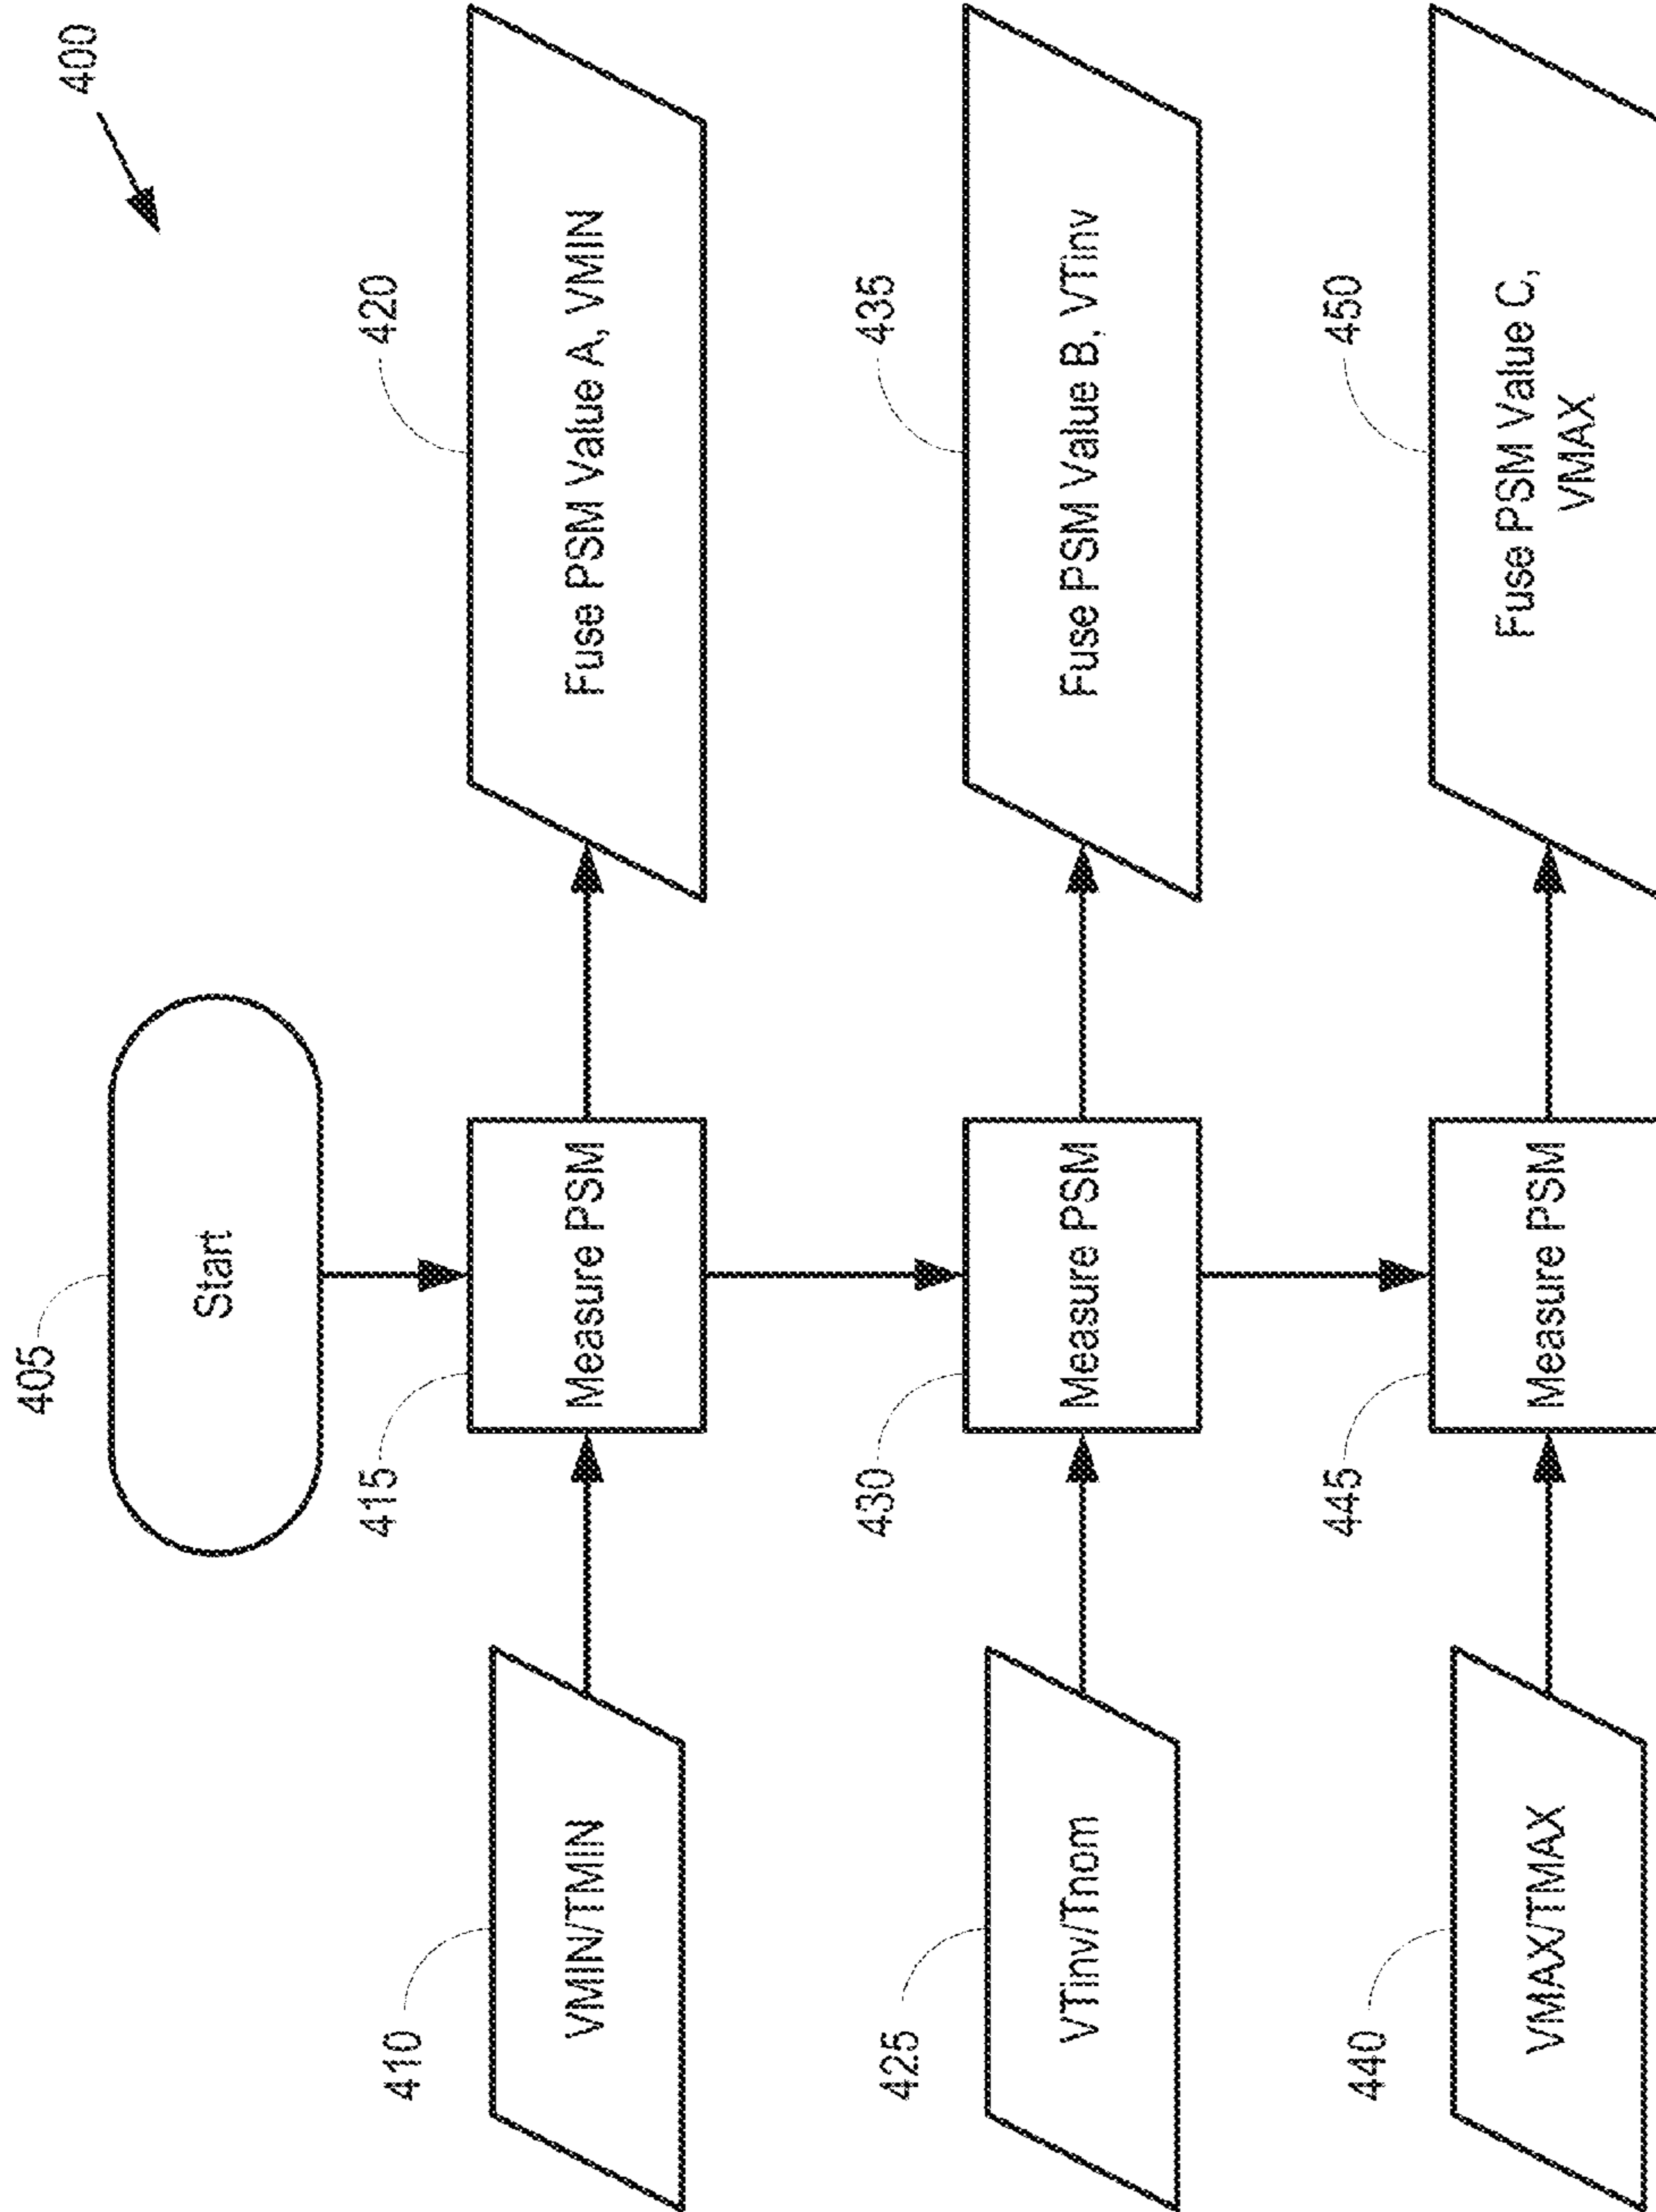 400
405
Start
410
VMIN/TMIN
415
Measure PSM
420
Fuse PSM Value A, VMIN
425
VTinv/Tnom
430
Measure PSM
435
Fuse PSM Value B, VTinv
440
VMAX/TMAX
445
Measure PSM
450
Fuse PSM Value C,
VMAX